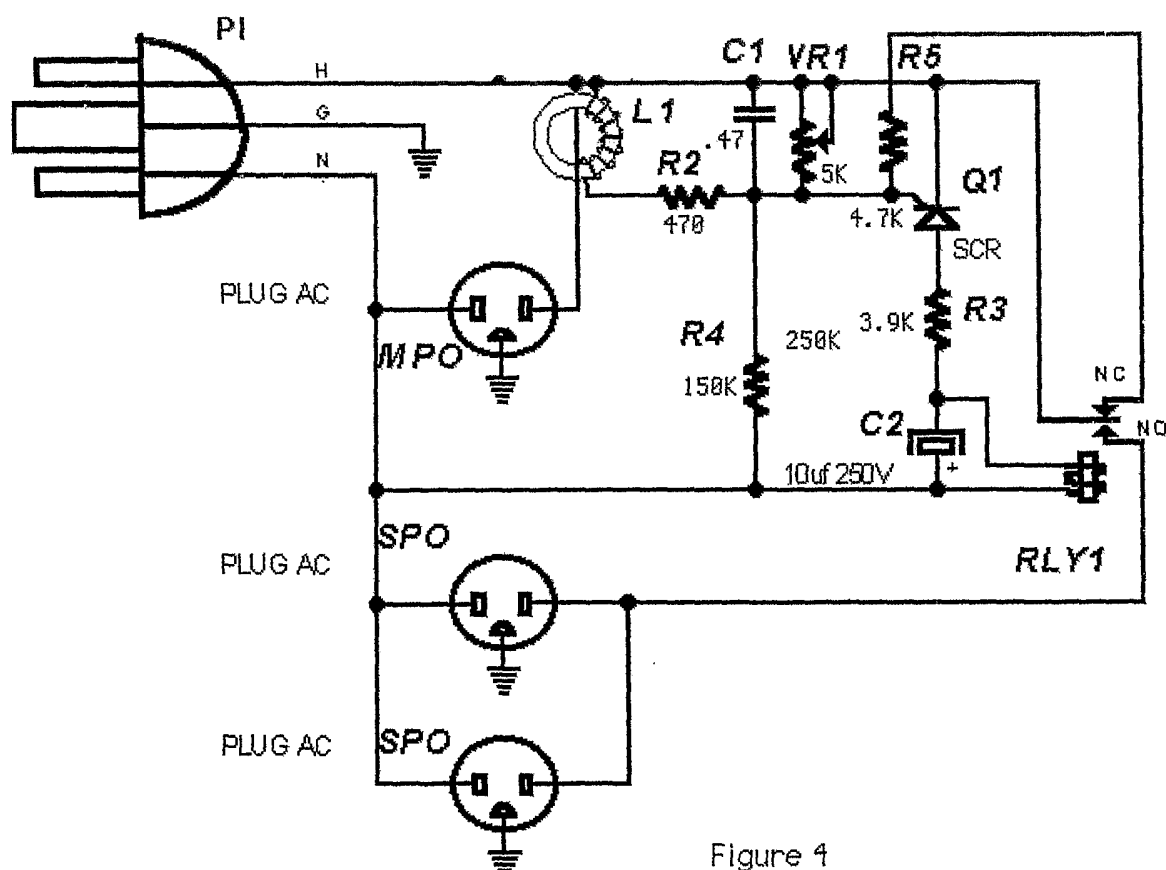 PI
H
G
N
L1
C1
.47
VR1
5K
R5
4.7K
R2
470
Q1
SCR
PLUG AC
MPO
R4
150K
250K
3.9K
R3
NC
NO
C2
10uf 250V
+
RLY1
PLUG AC
SPO
PLUG AC
SPO
Figure 4